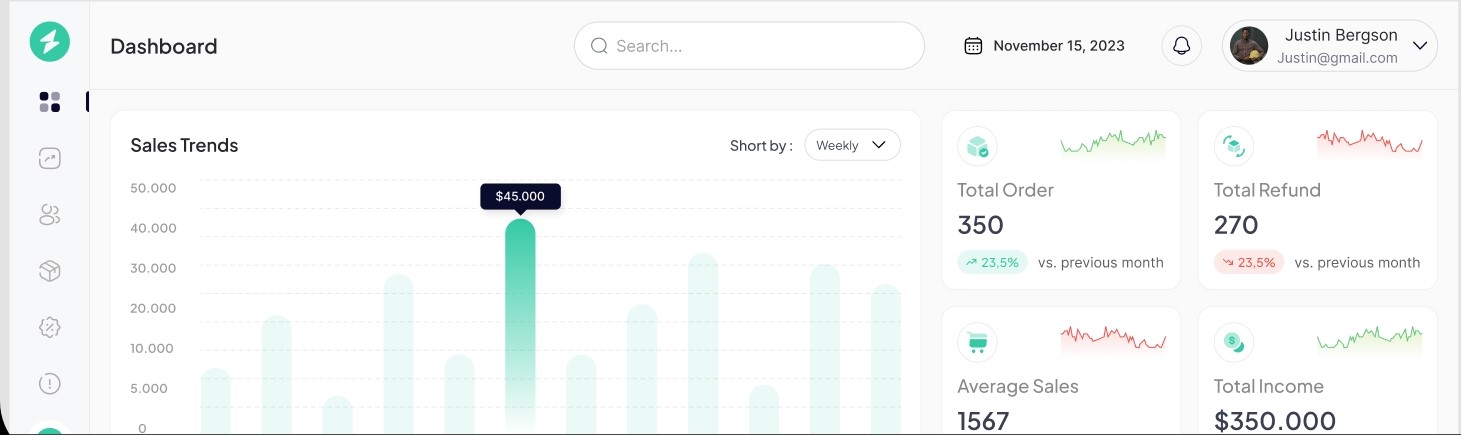 Dashboard
Search...
November 15, 2023
Justin Bergson
Justin@gmail.com
Sales Trends
Short by :
Weekly
50.000
40.000
30.000
20.000
10.000
5.000
0
$45.000
Total Order
350
23,5%
vs. previous month
Total Refund
270
23,5%
vs. previous month
Average Sales
1567
$
Total Income
$350.000